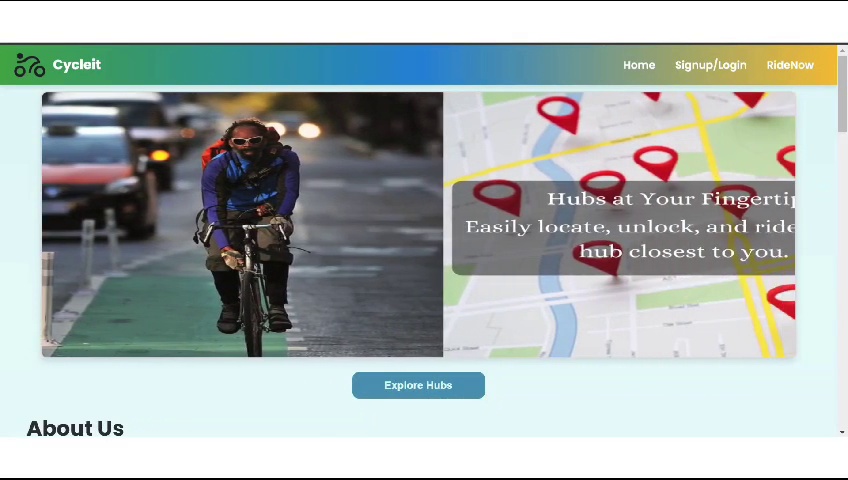 Cycleit
Home Signup/Login RideNow
Hubs at Your Fingertip
Easily locate, unlock, and ride
hub closest to you.
Explore Hubs
About Us